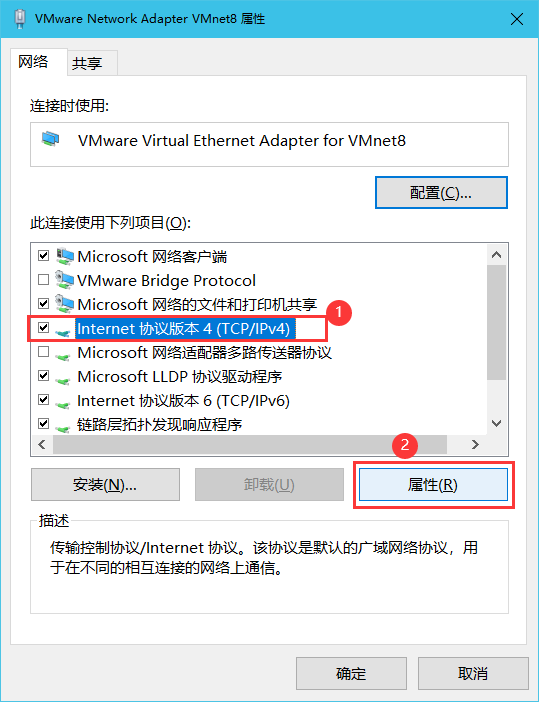 VMware Network Adapter VMnet8 属性
网络
共享
连接时使用:
VMware Virtual Ethernet Adapter for VMnet8
配置(C)...
此连接使用下列项目(O):
Microsoft 网络客户端
VMware Bridge Protocol
Microsoft 网络的文件和打印机共享
1
Internet 协议版本 4 (TCP/IPv4)
Microsoft 网络适配器多路传送器协议
Microsoft LLDP 协议驱动程序
Internet 协议版本 6 (TCP/IPv6)
链路层拓扑发现响应程序
2
安装(N)...
卸载(U)
属性(R)
描述
传输控制协议/Internet 协议。该协议是默认的广域网络协议，用
于在不同的相互连接的网络上通信。
确定
取消